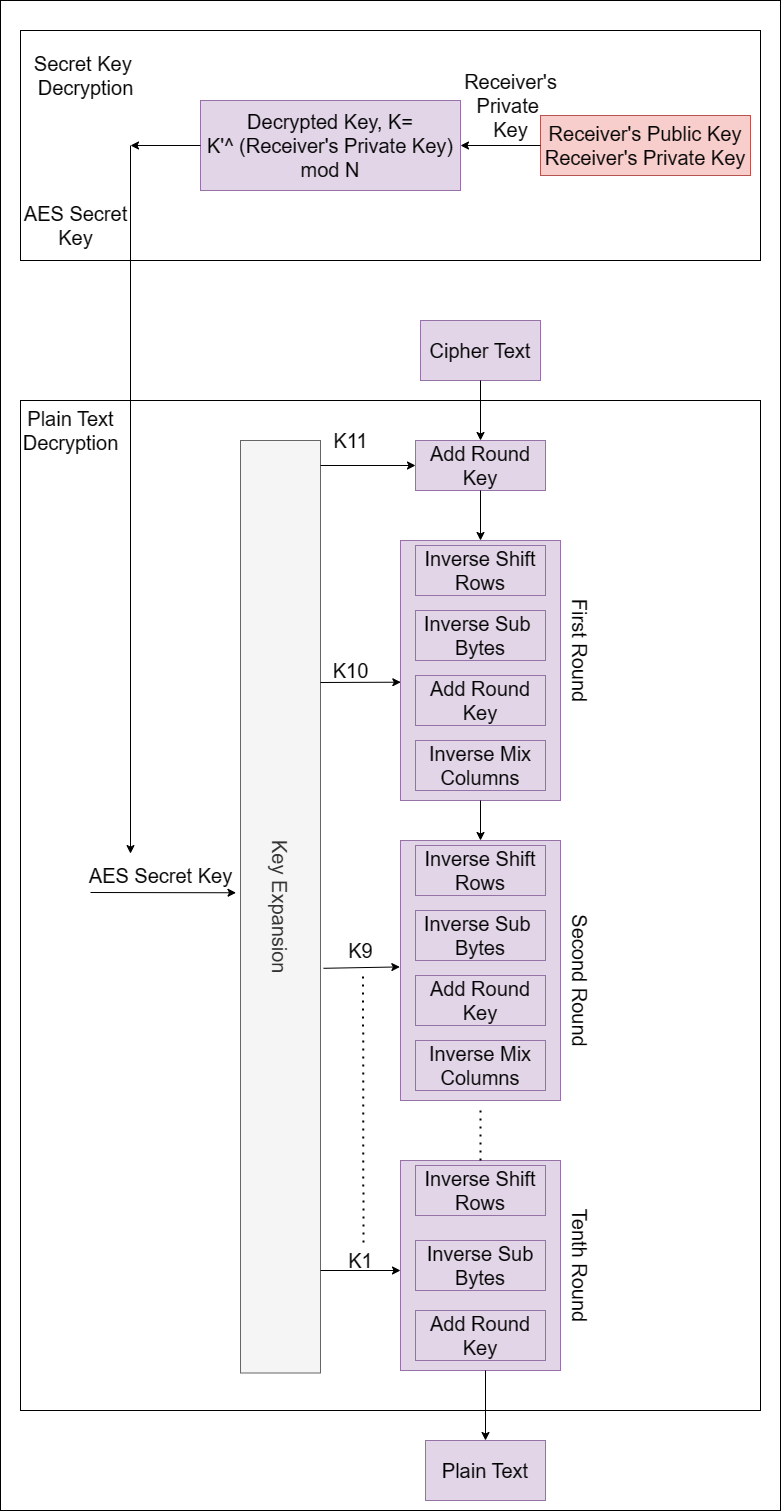 Secret Key
Decryption
Receiver's
Private
Key
Decrypted Key, K=
K'^ (Receiver's Private Key)
mod N
Receiver's Public Key
Receiver's Private Key
AES Secret
Key
Cipher Text
Plain Text
Decryption
K11
Add Round
Key
Inverse Shift
Rows
Inverse Sub
Bytes
K10
Add Round
Key
Inverse Mix
Columns
First Round
AES Secret Key
Key Expansion
Inverse Shift
Rows
Inverse Sub
Bytes
K9
Add Round
Key
Inverse Mix
Columns
Second Round
Inverse Shift
Rows
Inverse Sub
Bytes
K1
Add Round
Key
Tenth Round
Plain Text